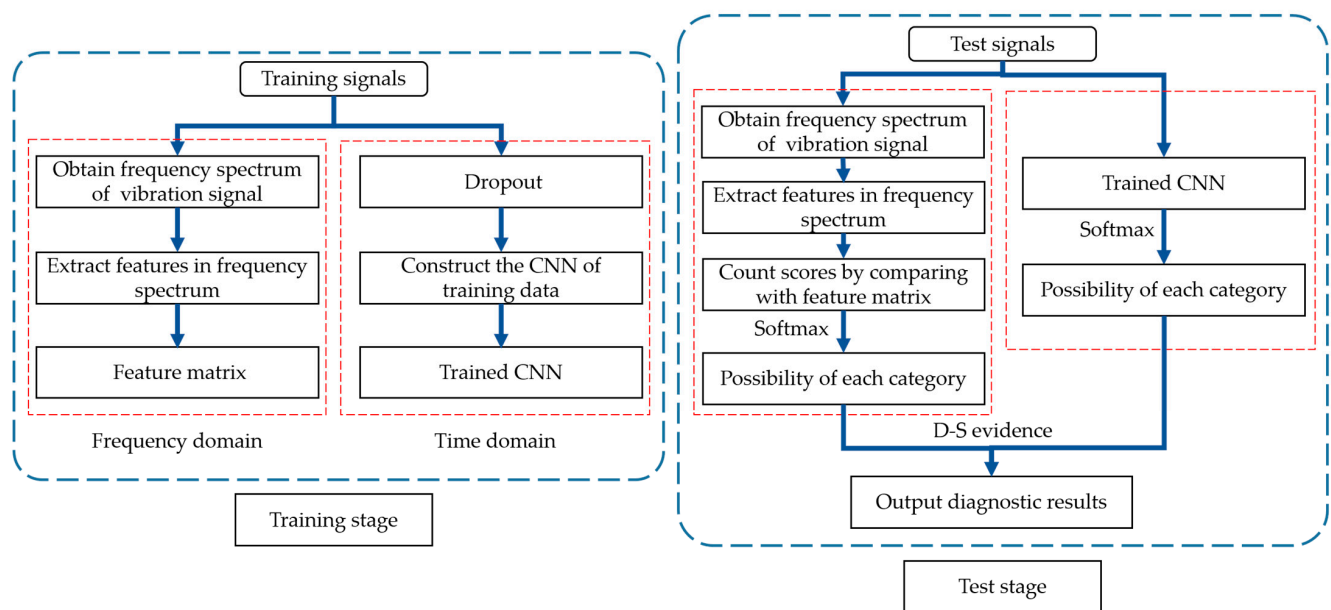 Training signals
Obtain frequency spectrum
of vibration signal
Extract features in frequency
spectrum
Feature matrix
Frequency domain
Dropout
Construct the CNN of
training data
Trained CNN
Time domain
Training stage
Test signals
Obtain frequency spectrum
of vibration signal
Extract features in frequency
spectrum
Count scores by comparing
with feature matrix
Softmax
Possibility of each category
Trained CNN
Softmax
Possibility of each category
D-S evidence
Output diagnostic results
Test stage